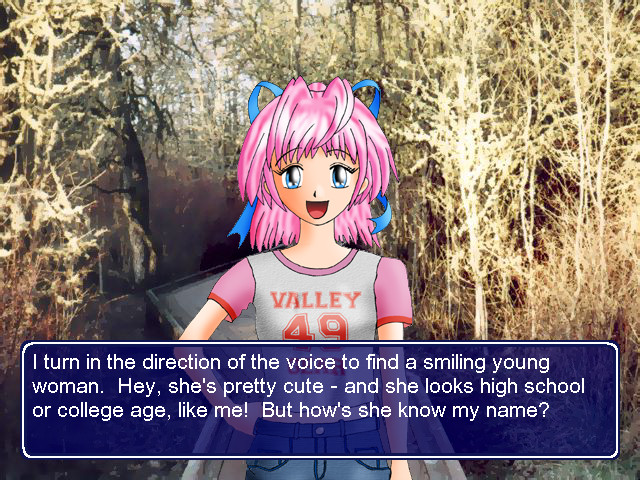 VALLEY
49
I turn in the direction of the voice to find a smiling young
woman.  Hey, she's pretty cute - and she looks high school
or college age, like me!  But how's she know my name?